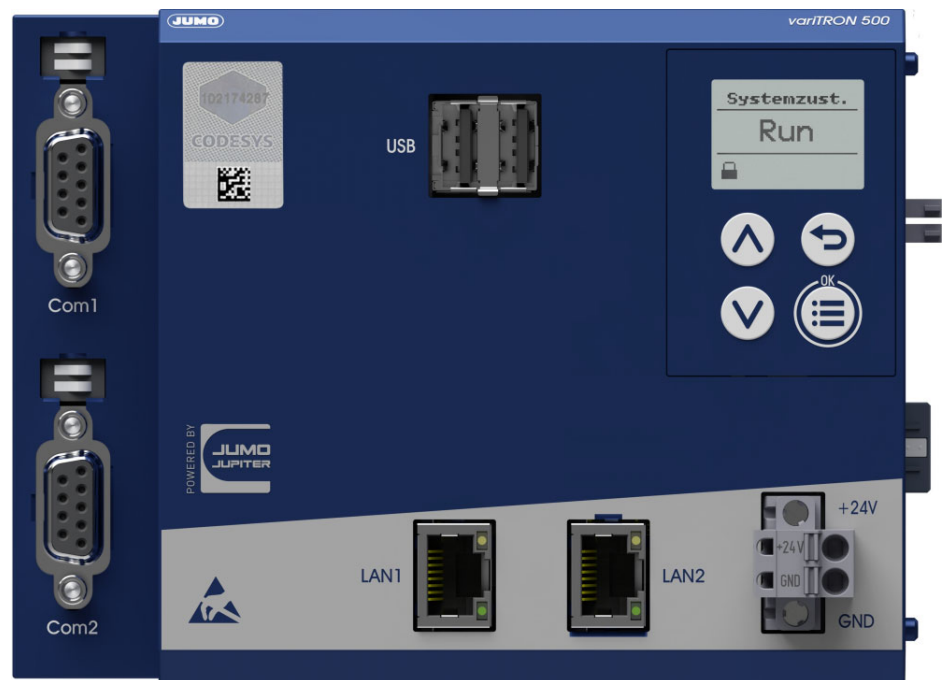 JUMO
variTRON 500
102174287
CODESYS
USB
Systemzust.
Run
OK
Com1
POWERED BY
JUMO
JUPITER
+24V
LAN1
LAN2
+24V
GND
GND
Com2